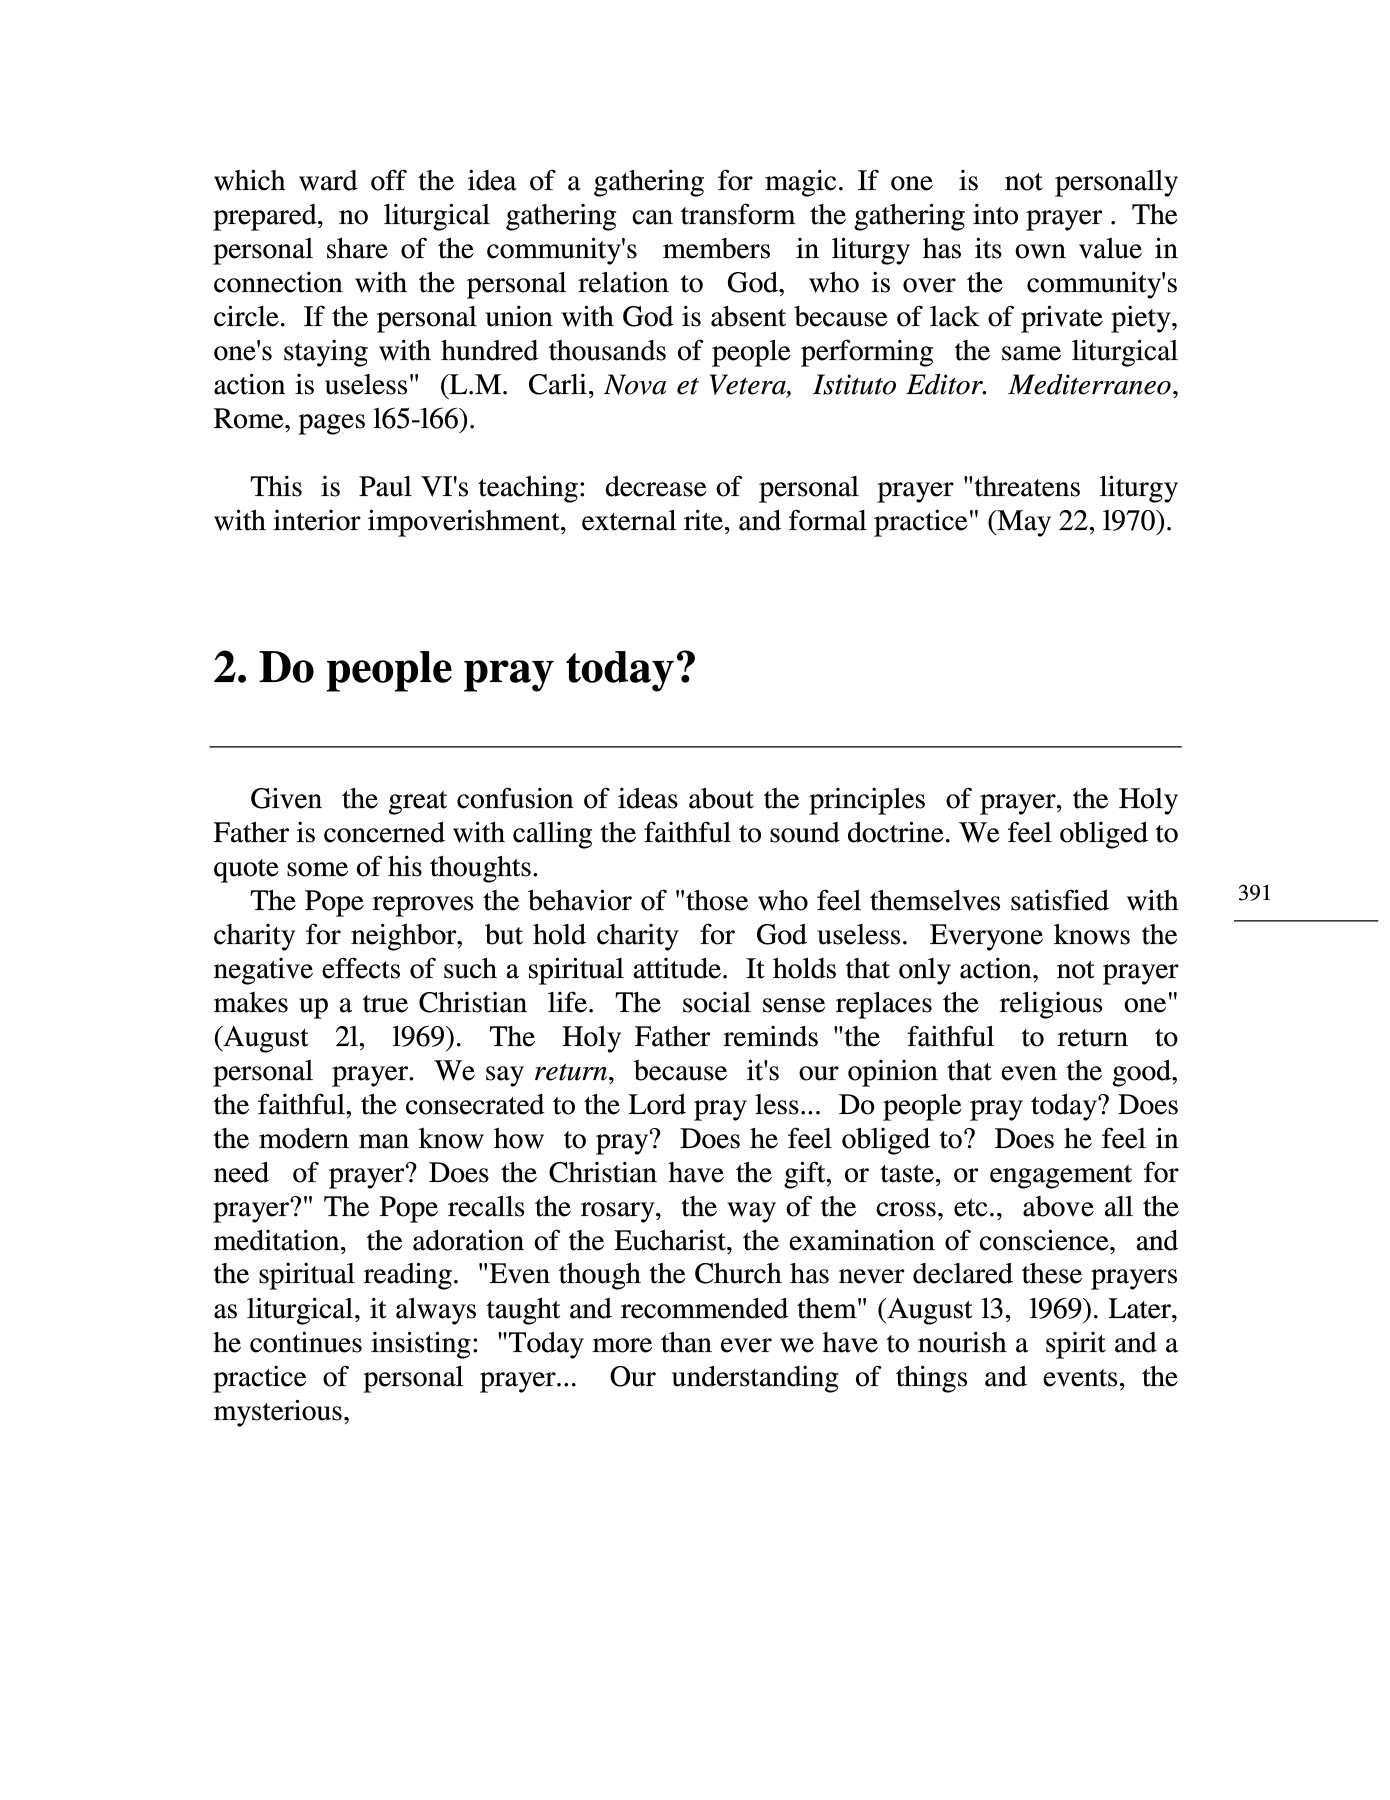 which ward off the idea of a gathering for magic. If one is not personally
prepared, no liturgical gathering can transform the gathering into prayer . The
personal share of the community's members in liturgy has its own value in
connection with the personal relation to God, who is over the community's
circle. If the personal union with God is absent because of lack of private piety,
one's staying with hundred thousands of people performing the same liturgical
action is useless" (L.M. Carli, Nova et Vetera, Istituto Editor. Mediterraneo,
Rome, pages l65-l66).
This is Paul VI's teaching: decrease of personal prayer "threatens liturgy
with interior impoverishment, external rite, and formal practice" (May 22, l970).
2. Do people pray today?
Given the great confusion of ideas about the principles of prayer, the Holy
Father is concerned with calling the faithful to sound doctrine. We feel obliged to
quote some of his thoughts.
The Pope reproves the behavior of "those who feel themselves satisfied with
charity for neighbor, but hold charity for God useless. Everyone knows the
negative effects of such a spiritual attitude. It holds that only action, not prayer
makes up a true Christian life. The social sense replaces the religious one"
(August 2l, l969). The Holy Father reminds "the faithful to return to
personal prayer. We say return, because it's our opinion that even the good,
the faithful, the consecrated to the Lord pray less... Do people pray today? Does
the modern man know how to pray? Does he feel obliged to? Does he feel in
need of prayer? Does the Christian have the gift, or taste, or engagement for
prayer?" The Pope recalls the rosary, the way of the cross, etc., above all the
meditation, the adoration of the Eucharist, the examination of conscience, and
the spiritual reading. "Even though the Church has never declared these prayers
as liturgical, it always taught and recommended them" (August l3, l969). Later,
he continues insisting: "Today more than ever we have to nourish a spirit and a
practice of personal prayer... Our understanding of things and events, the
mysterious,
391